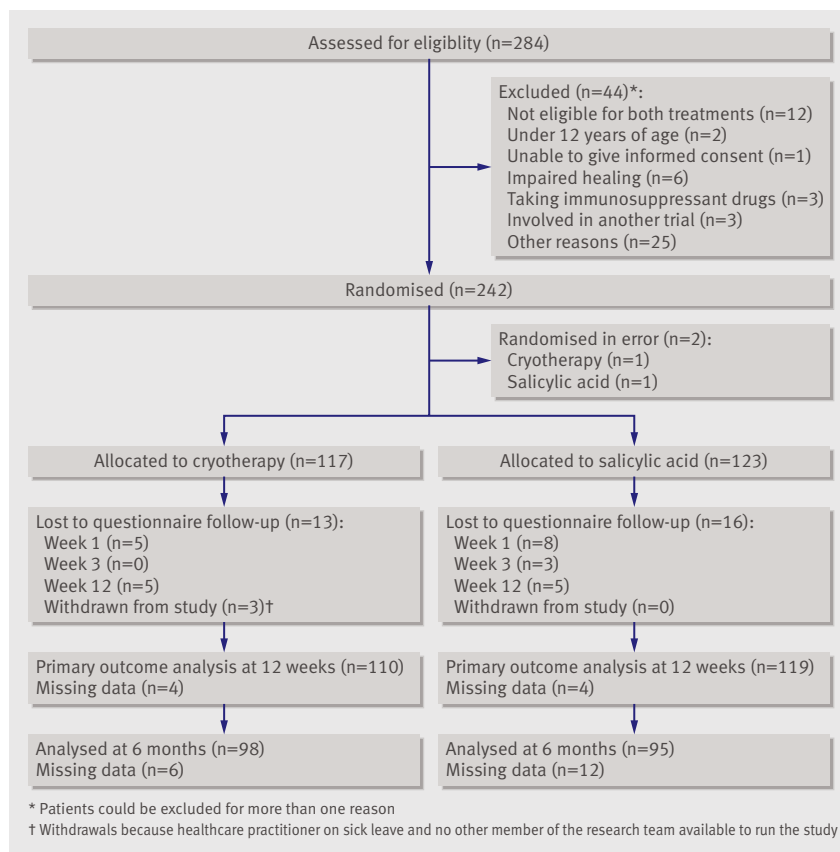 Assessed for eligiblity (n=284)
Excluded (n=44)*:
Not eligible for both treatments (n=12)
Under 12 years of age (n=2)
Unable to give informed consent (n=1)
Impaired healing (n=6)
Taking immunosuppressant drugs (n=3)
Involved in another trial (n=3)
Other reasons (n=25)
Randomised (n=242)
Randomised in error (n=2):
Cryotherapy (n=1)
Salicylic acid (n=1)
Allocated to cryotherapy (n=117)
Allocated to salicylic acid (n=123)
Lost to questionnaire follow-up (n=13):
Week 1 (n=5)
Week 3 (n=0)
Week 12 (n=5)
Withdrawn from study (n=3)†
Lost to questionnaire follow-up (n=16):
Week 1 (n=8)
Week 3 (n=3)
Week 12 (n=5)
Withdrawn from study (n=0)
Primary outcome analysis at 12 weeks (n=110)
Missing data (n=4)
Primary outcome analysis at 12 weeks (n=119)
Missing data (n=4)
Analysed at 6 months (n=98)
Missing data (n=6)
Analysed at 6 months (n=95)
Missing data (n=12)
* Patients could be excluded for more than one reason
† Withdrawals because healthcare practitioner on sick leave and no other member of the research team available to run the study